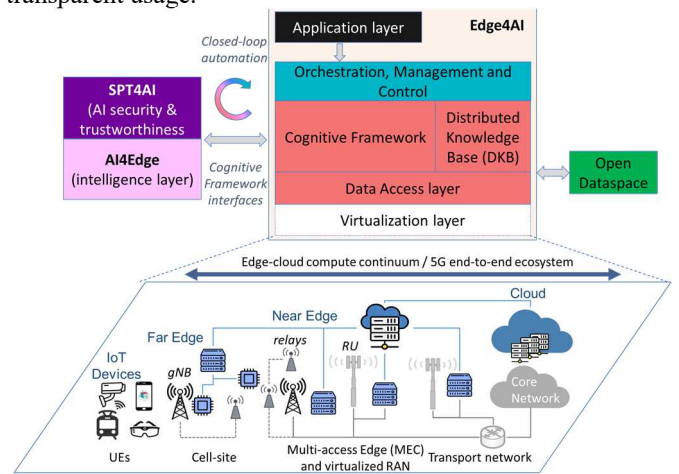 transparent usage.
Application layer
Edge4AI
Closed-loop
automation
Orchestration, Management and
Control
SPT4AI
(AI security &
trustworthiness
AI4Edge
(intelligence layer)
Cognitive Framework
Distributed
Knowledge
Base (DKB)
Cognitive
Framework
interfaces
Data Access layer
Virtualization layer
Open
Dataspace
Edge-cloud compute continuum / 5G end-to-end ecosystem
Cloud
Near Edge
Far Edge
relays
RU
IoT
Devices
gNB
Core
Network
UEs
Cell-site
Multi-access Edge (MEC)
and virtualized RAN
Transport network